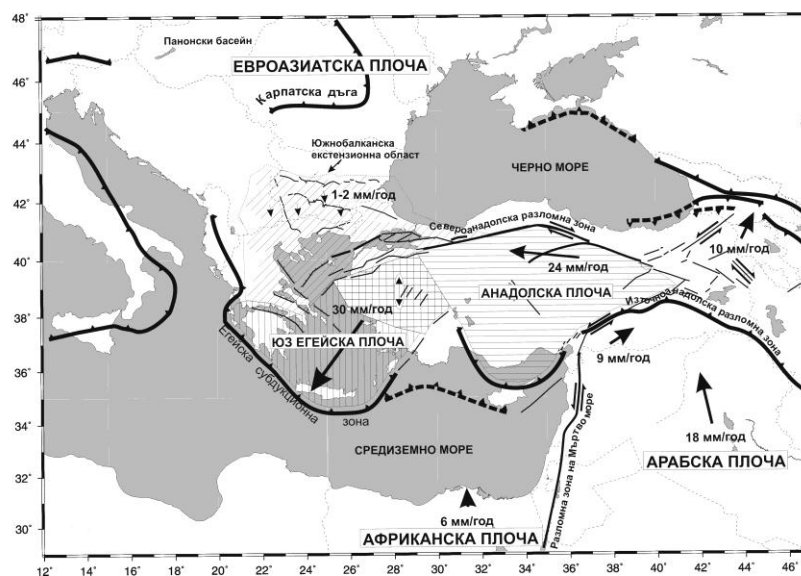 48°
46°
44°
42°
40°
38°
36°
34°
32°
30°
12°
14°
16°
18°
20°
22°
24°
26°
28°
30°
32°
34°
36°
38°
40°
42°
44°
46°
Панонски басейн
ЕВРОАЗИАТСКА ПЛОЧА
Карпатска дъга
Южнобалканска
екстензионна област
1-2 мм/год
ЧЕРНО МОРЕ
Североанадолска разломна зона
10 мм/год
24 мм/год
АНАДОЛСКА ПЛОЧА
Източноанадолска разломна зона
30 мм/год
ЮЗ ЕГЕЙСКА ПЛОЧА
9 мм/год
Егейска субдукционна зона
Разломна зона на Мъртво море
18 мм/год
СРЕДИЗЕМНО МОРЕ
АРАБСКА ПЛОЧА
6 мм/год
АФРИКАНСКА ПЛОЧА